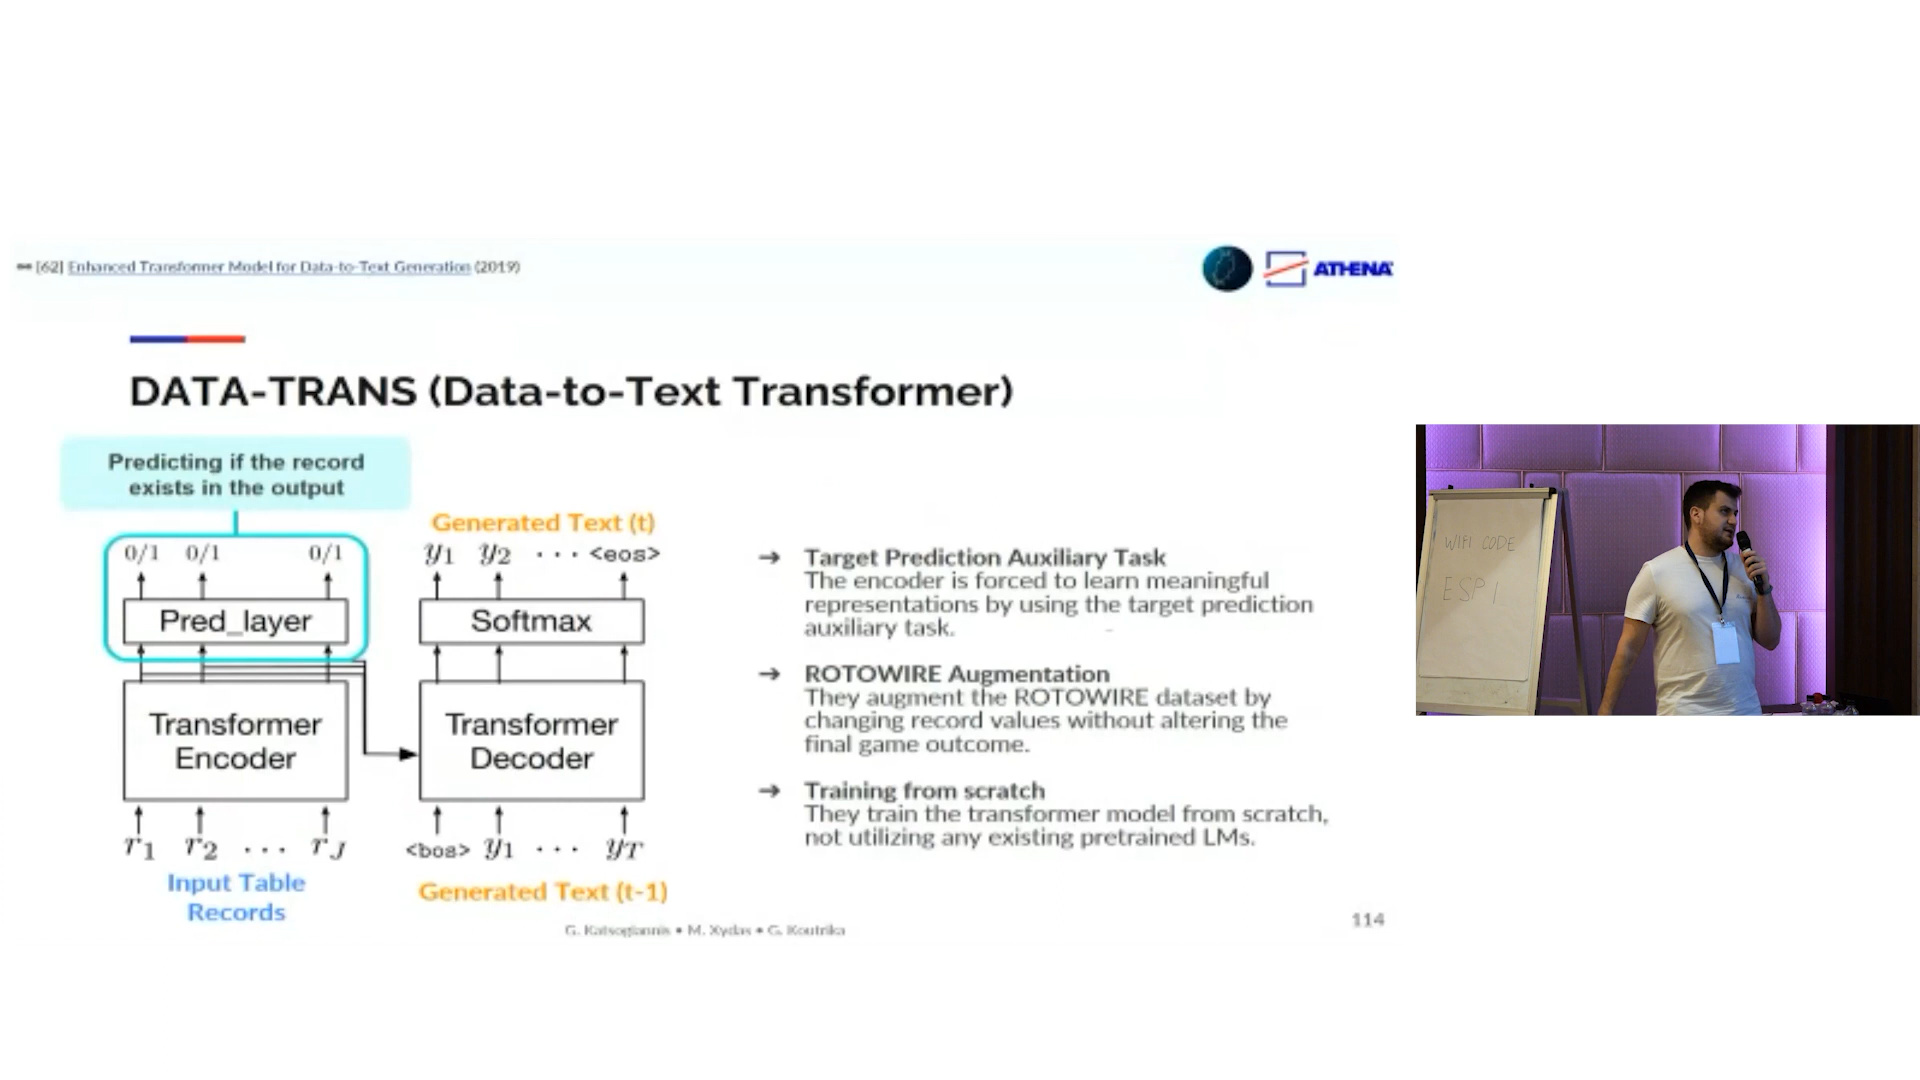 [62] Enhanced Transformer Model for Data-to-Text Generation (2019)
ATHENA
DATA-TRANS (Data-to-Text Transformer)
Predicting if the record
exists in the output
0/1 0/1 0/1
Pred_layer
Transformer
Encoder
r1 r2 ... rJ
Input Table
Records
Generated Text (t)
y1 y2 ... <eos>
Softmax
Transformer
Decoder
<bos> y1 ... yT
Generated Text (t-1)
→ Target Prediction Auxiliary Task
The encoder is forced to learn meaningful
representations by using the target prediction
auxiliary task.
→ ROTOWIRE Augmentation
They augment the ROTOWIRE dataset by
changing record values without altering the
final game outcome.
→ Training from scratch
They train the transformer model from scratch,
not utilizing any existing pretrained LMs.
G. Katsogiannis • M. Xydas • G. Koutrika
114
WIFI CODE
ESP1